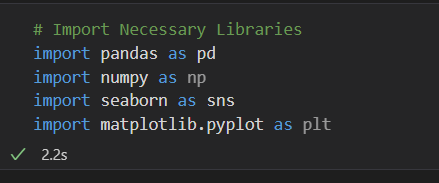 # Import Necessary Libraries
import pandas as pd
import numpy as np
import seaborn as sns
import matplotlib.pyplot as plt
2.2s